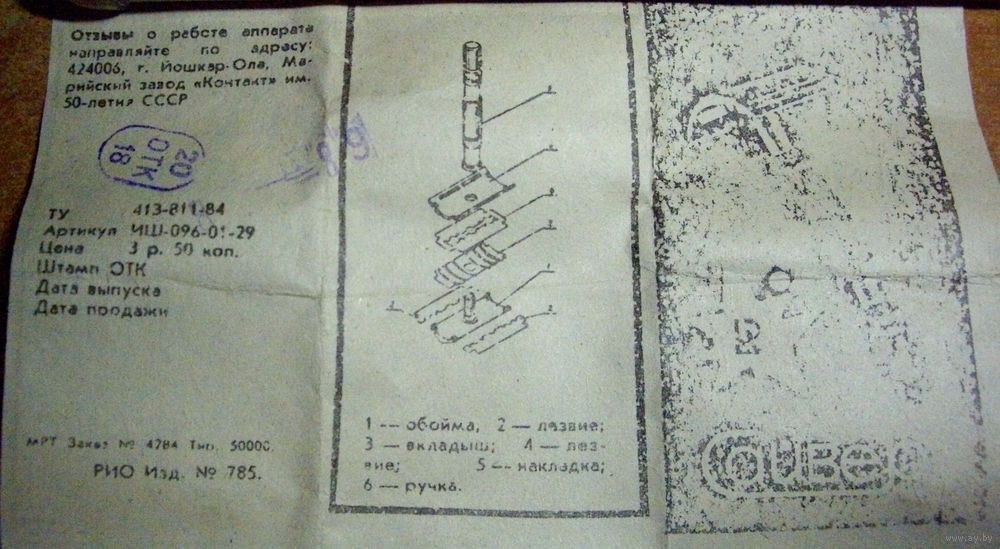 Отзывы о работе аппарата
направляйте по адресу:
424006, г. Йошкар-Ола, Ма-
рийский завод «Контакт» им.
50-летия СССР
20
ОТК
18
ТУ 413-811-84
Артикул ИШ-096-01-29
Цена 3 р. 50 коп.
Штамп ОТК
Дата выпуска
Дата продажи
МРТ Заказ № 4284 Тир. 50000.
РИО Изд. № 785.
1 — обойма, 2 — лезвие;
3 — вкладыш; 4 — лез-
вие; 5 — накладка;
6 — ручка.
www.ay.by